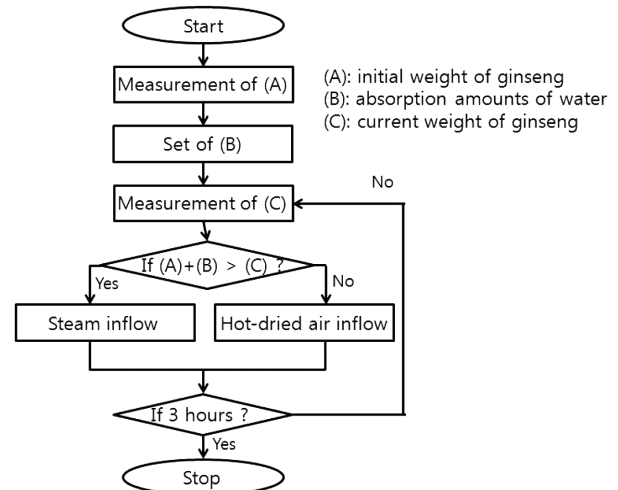 Start
Measurement of (A)
(A): initial weight of ginseng
(B): absorption amounts of water
(C): current weight of ginseng
Set of (B)
No
Measurement of (C)
If (A)+(B) > (C) ?
Yes
No
Steam inflow
Hot-dried air inflow
If 3 hours ?
Yes
Stop